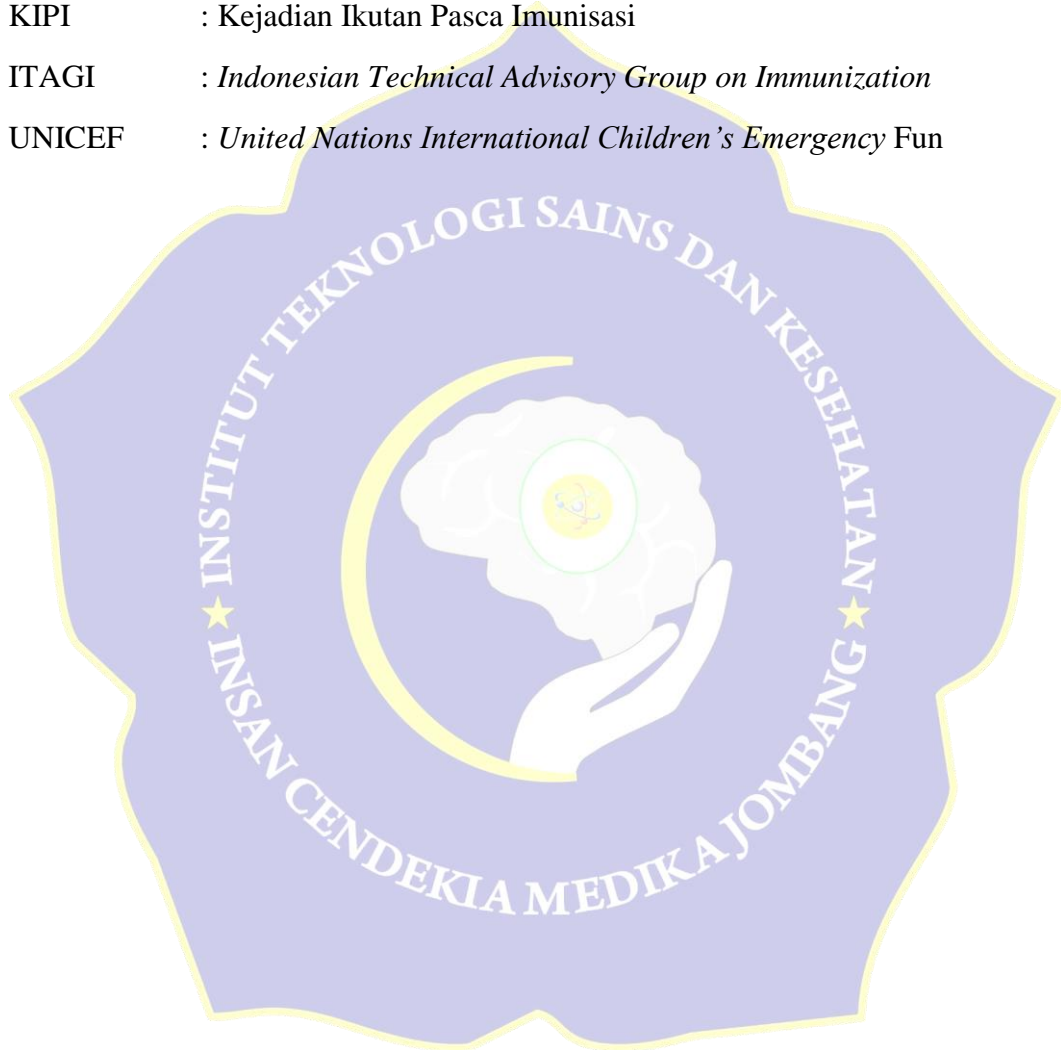 KIPI : Kejadian Ikutan Pasca Imunisasi
ITAGI : Indonesian Technical Advisory Group on Immunization
UNICEF : United Nations International Children’s Emergency Fun
INSTITUT TEKNOLOGI SAINS DAN KESEHATAN
INSAN CENDEKIA MEDIKA JOMBANG